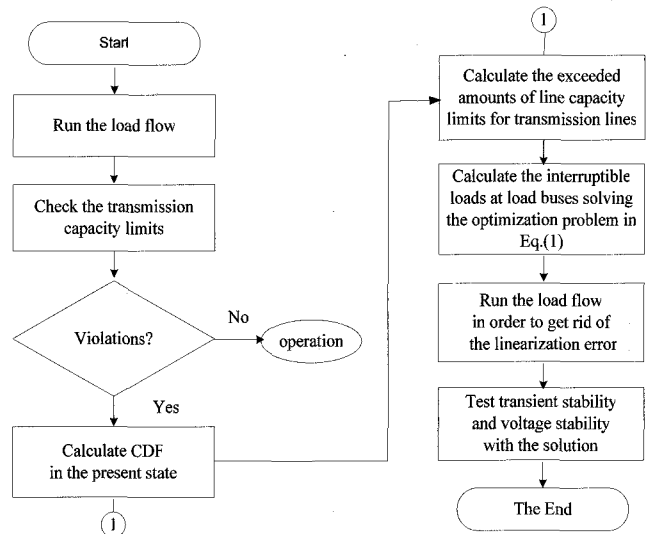 Start
Run the load flow
Check the transmission
capacity limits
Violations?
No
operation
Yes
Calculate CDF
in the present state
1
1
Calculate the exceeded
amounts of line capacity
limits for transmission lines
Calculate the interruptible
loads at load buses solving
the optimization problem in
Eq.(1)
Run the load flow
in order to get rid of
the linearization error
Test transient stability
and voltage stability
with the solution
The End